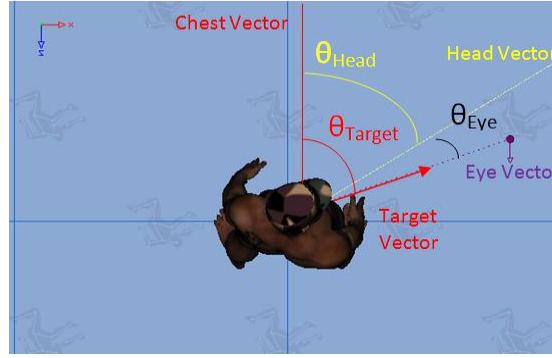 x
z
Chest Vector
θHead
Head Vector
θTarget
θEye
Eye Vecto
Target
Vector